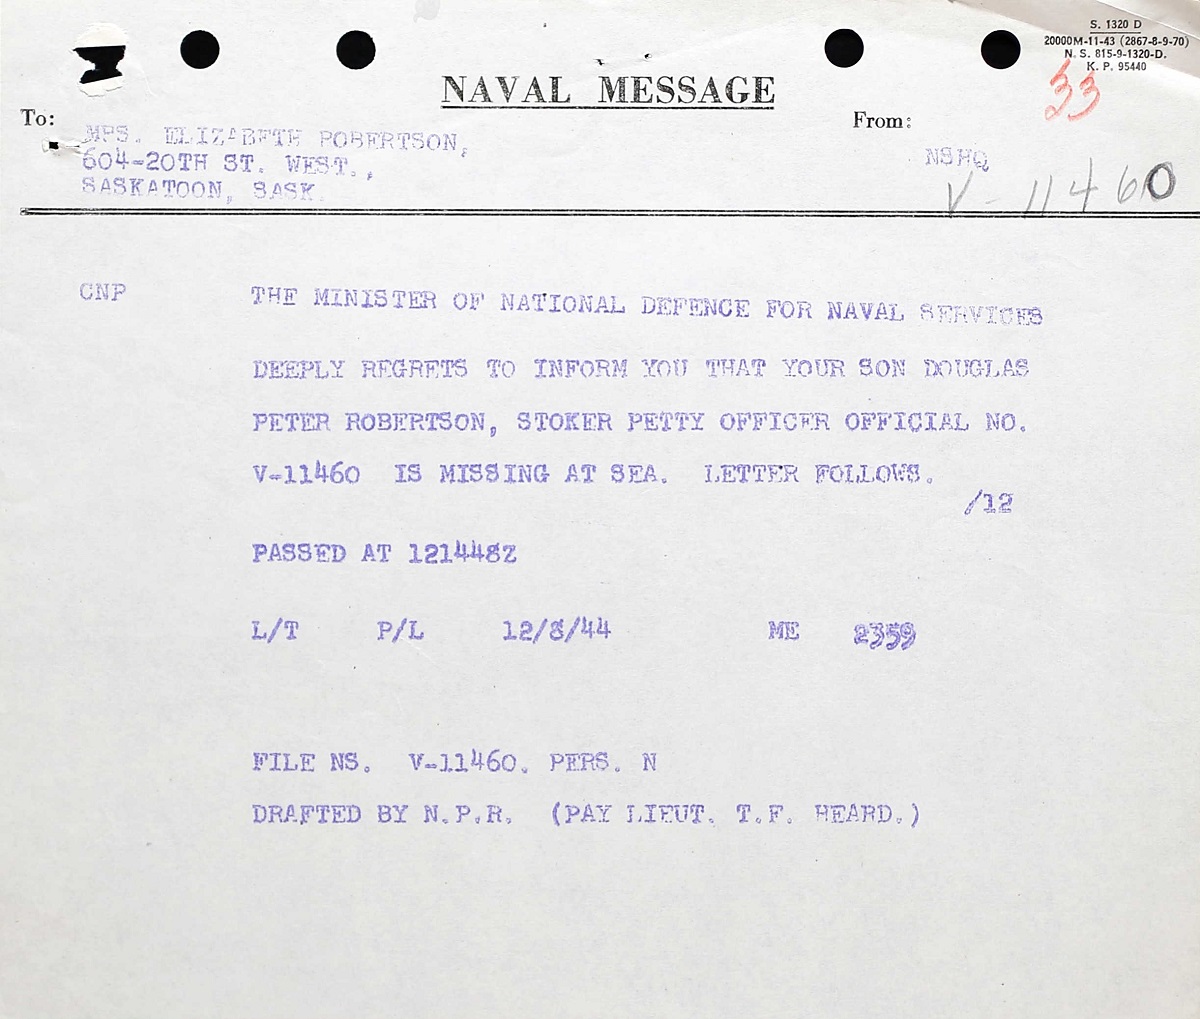 S. 1320 D
20000M-11-43 (2867-8-9-70)
N. S. 815-9-1320-D.
K. P. 95440
33
NAVAL MESSAGE
To:
From:
MRS. ELIZABETH ROBERTSON,
604-20TH ST. WEST.,
SASKATOON, SASK.
NSHQ
V-11460
CNP
THE MINISTER OF NATIONAL DEFENCE FOR NAVAL SERVICES
DEEPLY REGRETS TO INFORM YOU THAT YOUR SON DOUGLAS
PETER ROBERTSON, STOKER PETTY OFFICER OFFICIAL NO.
V-11460 IS MISSING AT SEA. LETTER FOLLOWS.
/12
PASSED AT 121448Z
L/T P/L 12/8/44 ME 2359
FILE NS. V-11460. PERS. N
DRAFTED BY N.P.R. (PAY LIEUT. T.F. HEARD.)